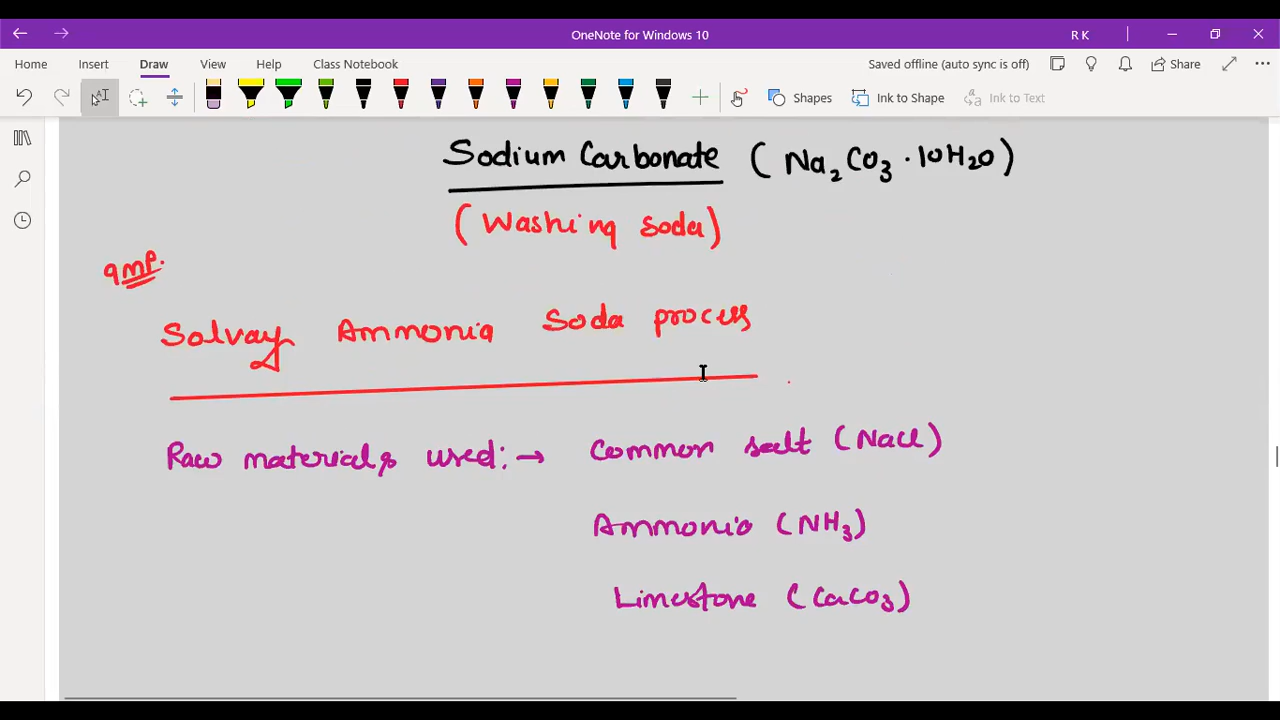 OneNote for Windows 10
R K
Home Insert Draw View Help Class Notebook
Saved offline (auto sync is off) Share
Shapes Ink to Shape Ink to Text
Sodium Carbonate (Na₂CO₃·10H₂O)
(Washing soda)
Imp.
Solvay Ammonia Soda process
Raw materials used:→ Common salt (NaCl)
Ammonia (NH₃)
Limestone (CaCO₃)